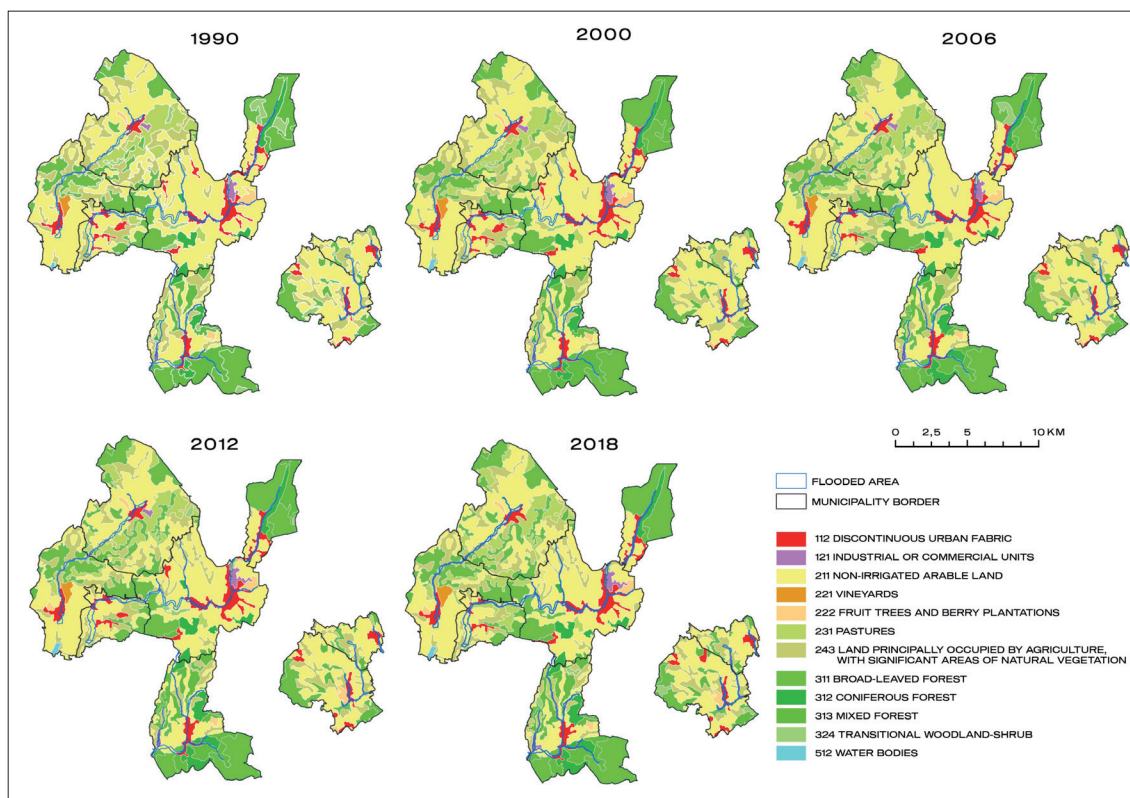 1990
2000
2006
2012
2018
0 2,5 5 10 KM
FLOODED AREA
MUNICIPALITY BORDER
112 DISCONTINUOUS URBAN FABRIC
121 INDUSTRIAL OR COMMERCIAL UNITS
211 NON-IRRIGATED ARABLE LAND
221 VINEYARDS
222 FRUIT TREES AND BERRY PLANTATIONS
231 PASTURES
243 LAND PRINCIPALLY OCCUPIED BY AGRICULTURE,
WITH SIGNIFICANT AREAS OF NATURAL VEGETATION
311 BROAD-LEAVED FOREST
312 CONIFEROUS FOREST
313 MIXED FOREST
324 TRANSITIONAL WOODLAND-SHRUB
512 WATER BODIES